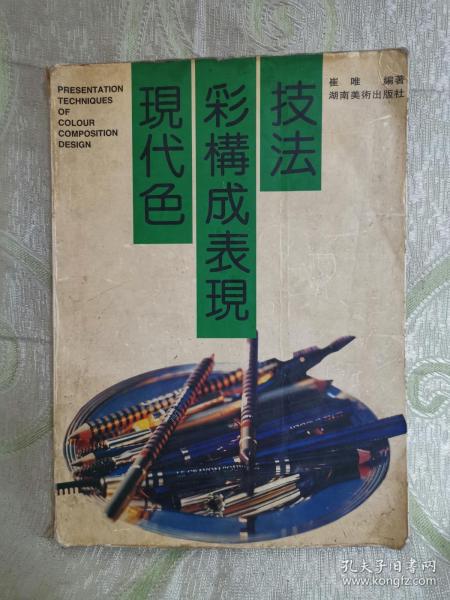 PRESENTATION
TECHNIQUES
OF
COLOUR
COMPOSITION
DESIGN
現代色
彩構成表現
技法
崔唯 編著
湖南美術出版社
孔夫子旧书网
www.kongfz.com